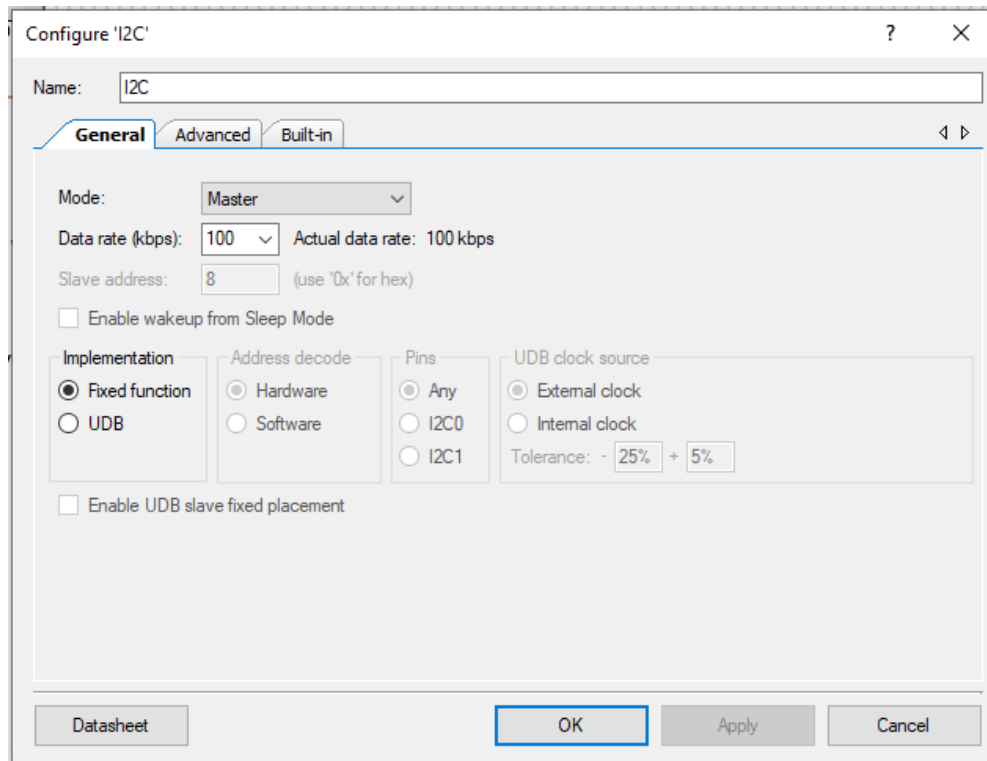 Configure 'I2C'
?
Name: I2C
General Advanced Built-in
Mode: Master
Data rate (kbps): 100 Actual data rate: 100 kbps
Slave address: 8 (use '0x' for hex)
Enable wakeup from Sleep Mode
Implementation Address decode Pins UDB clock source
Fixed function Hardware Any External clock
UDB Software I2C0 Internal clock
I2C1 Tolerance: - 25% + 5%
Enable UDB slave fixed placement
Datasheet OK Apply Cancel